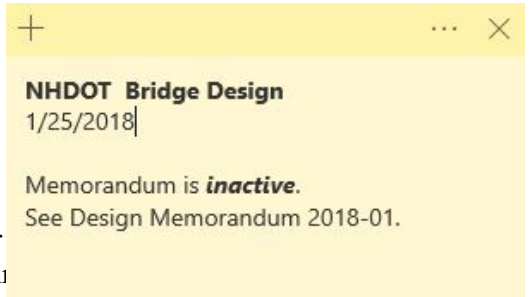 NHDOT  Bridge Design
1/25/2018
Memorandum is inactive.
See Design Memorandum 2018-01.